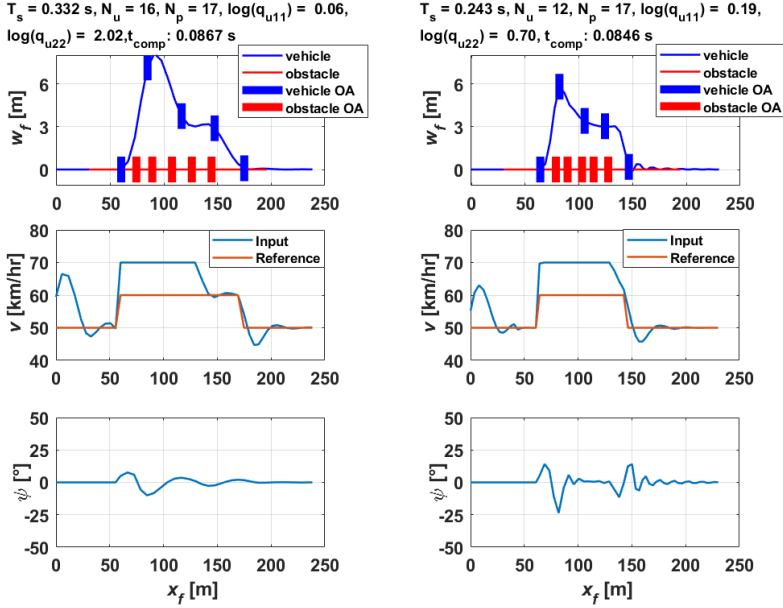 T_s = 0.332 s, N_u = 16, N_p = 17, log(q_u11) = 0.06,
log(q_u22) = 2.02,t_comp: 0.0867 s
vehicle
obstacle
vehicle OA
obstacle OA
w_f [m]
6
3
0
0 50 100 150 200 250
Input
Reference
v [km/hr]
80
70
60
50
40
0 50 100 150 200 250
ψ [°]
50
25
0
-25
-50
0 50 100 150 200 250
x_f [m]
T_s = 0.243 s, N_u = 12, N_p = 17, log(q_u11) = 0.19,
log(q_u22) = 0.70, t_comp: 0.0846 s
vehicle
obstacle
vehicle OA
obstacle OA
w_f [m]
6
3
0
0 50 100 150 200 250
Input
Reference
v [km/hr]
80
70
60
50
40
0 50 100 150 200 250
ψ [°]
50
25
0
-25
-50
0 50 100 150 200 250
x_f [m]